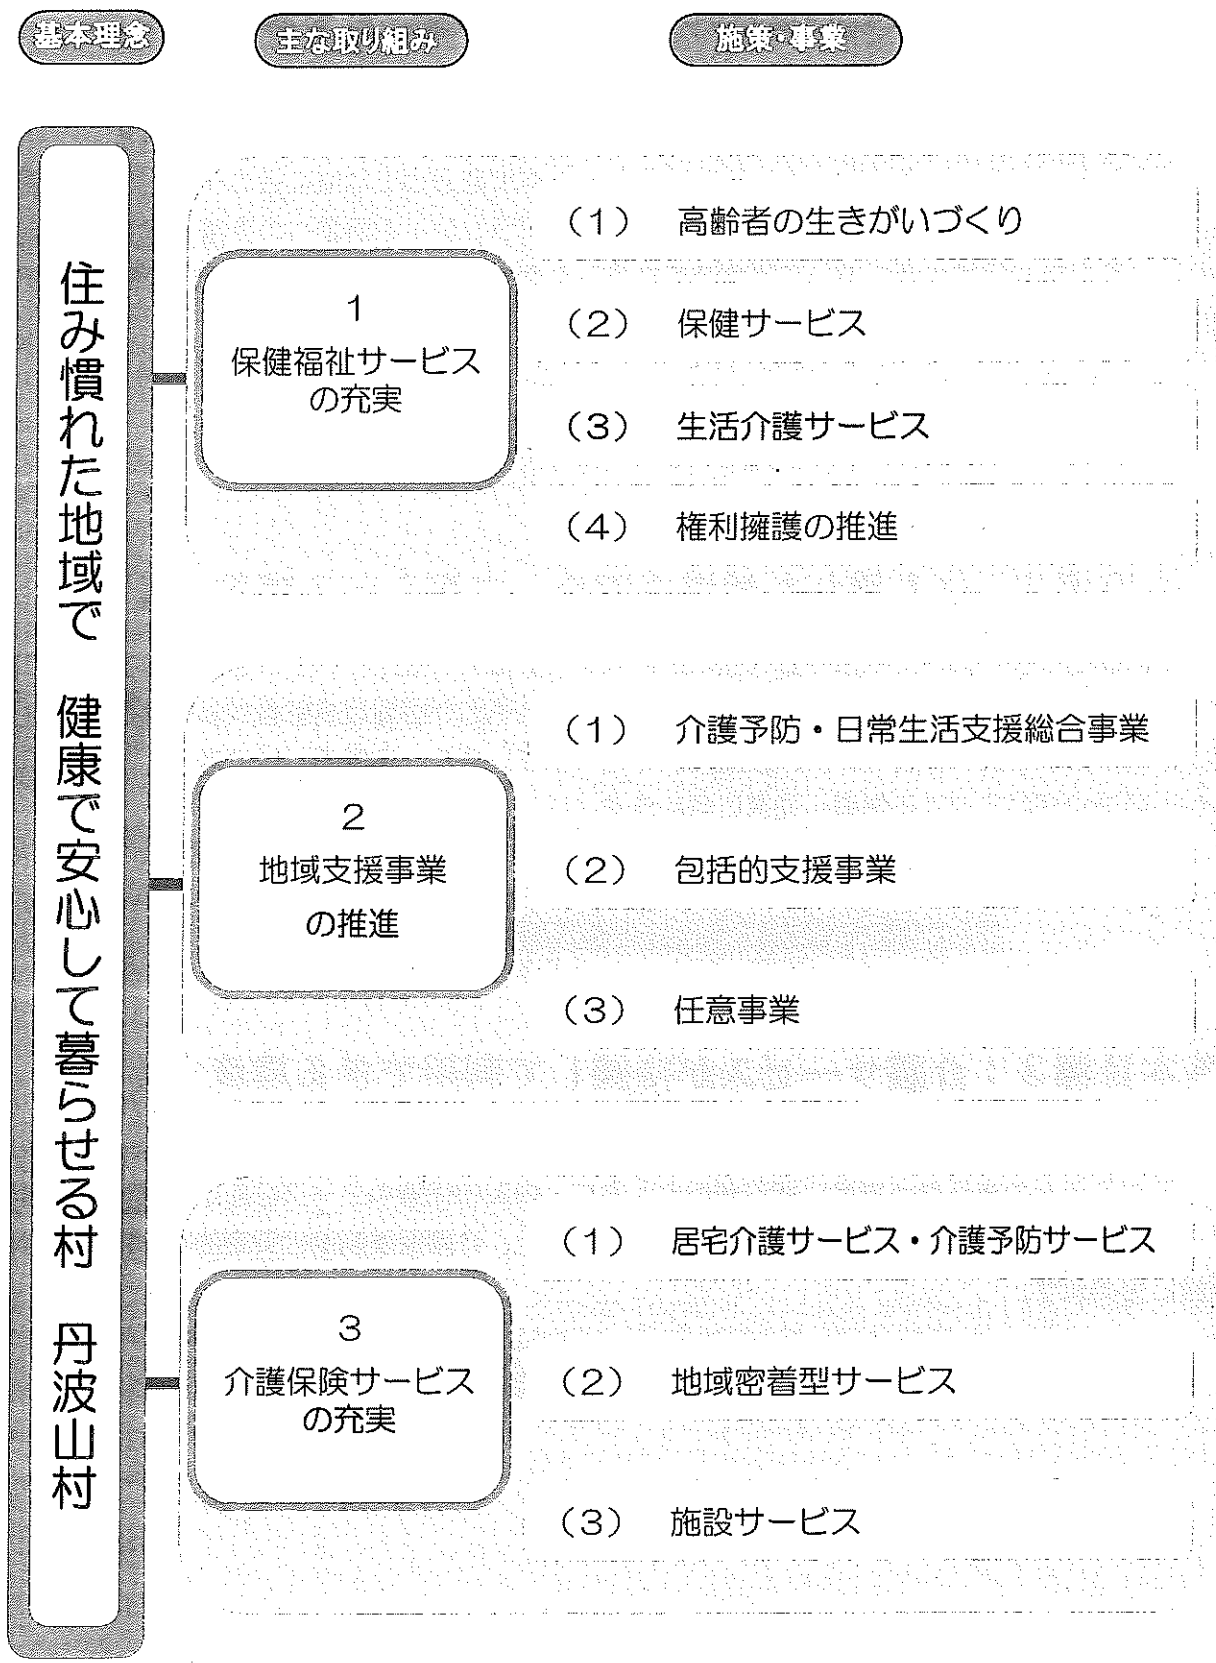 基本理念
主な取り組み
施策・事業
住み慣れた地域で　健康で安心して暮らせる村　丹波山村
1
保健福祉サービス
の充実
（1）　高齢者の生きがいづくり
（2）　保健サービス
（3）　生活介護サービス
（4）　権利擁護の推進
2
地域支援事業
の推進
（1）　介護予防・日常生活支援総合事業
（2）　包括的支援事業
（3）　任意事業
3
介護保険サービス
の充実
（1）　居宅介護サービス・介護予防サービス
（2）　地域密着型サービス
（3）　施設サービス